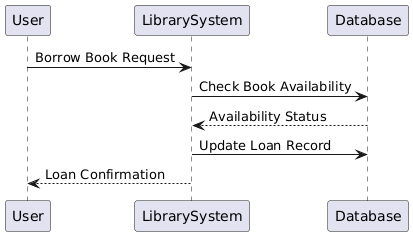 User LibrarySystem Database
Borrow Book Request
Check Book Availability
Availability Status
Update Loan Record
Loan Confirmation
User LibrarySystem Database